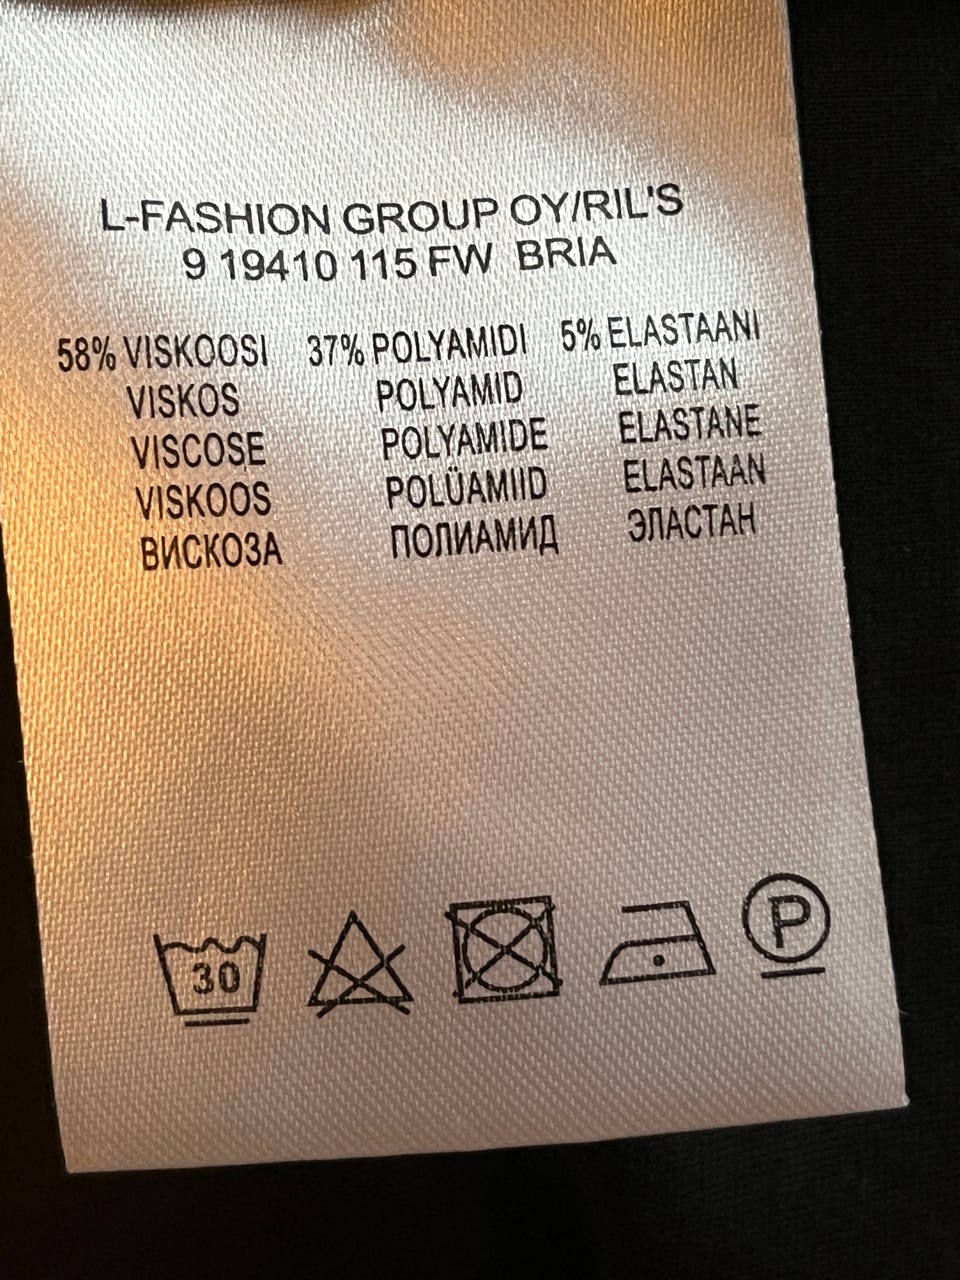 L-FASHION GROUP OY/RIL'S
9 19410 115 FW BRIA
58% VISKOOSI 37% POLYAMIDI 5% ELASTAANI
VISKOS POLYAMID ELASTAN
VISCOSE POLYAMIDE ELASTANE
VISKOOS POLÜAMIID ELASTAAN
ВИСКОЗА ПОЛИАМИД ЭЛАСТАН
30 P